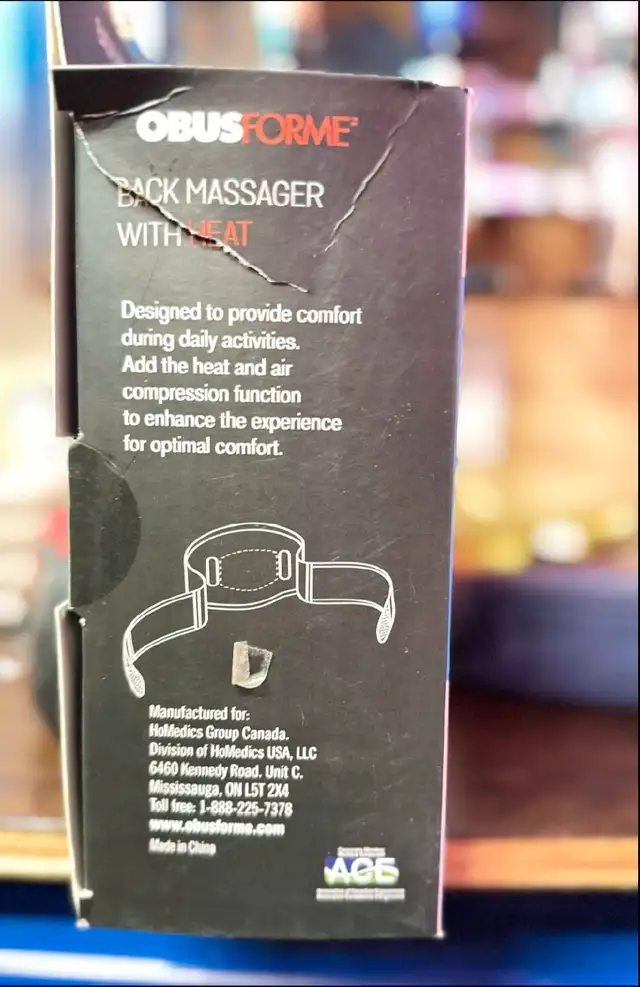 OBUSFORME
BACK MASSAGER
WITH HEAT
Designed to provide comfort
during daily activities.
Add the heat and air
compression function
to enhance the experience
for optimal comfort.
Manufactured for:
HoMedics Group Canada.
Division of HoMedics USA, LLC
6460 Kennedy Road. Unit C.
Mississauga, ON L5T 2X4
Toll free: 1-888-225-7378
www.obusforme.com
Made in China
ACE